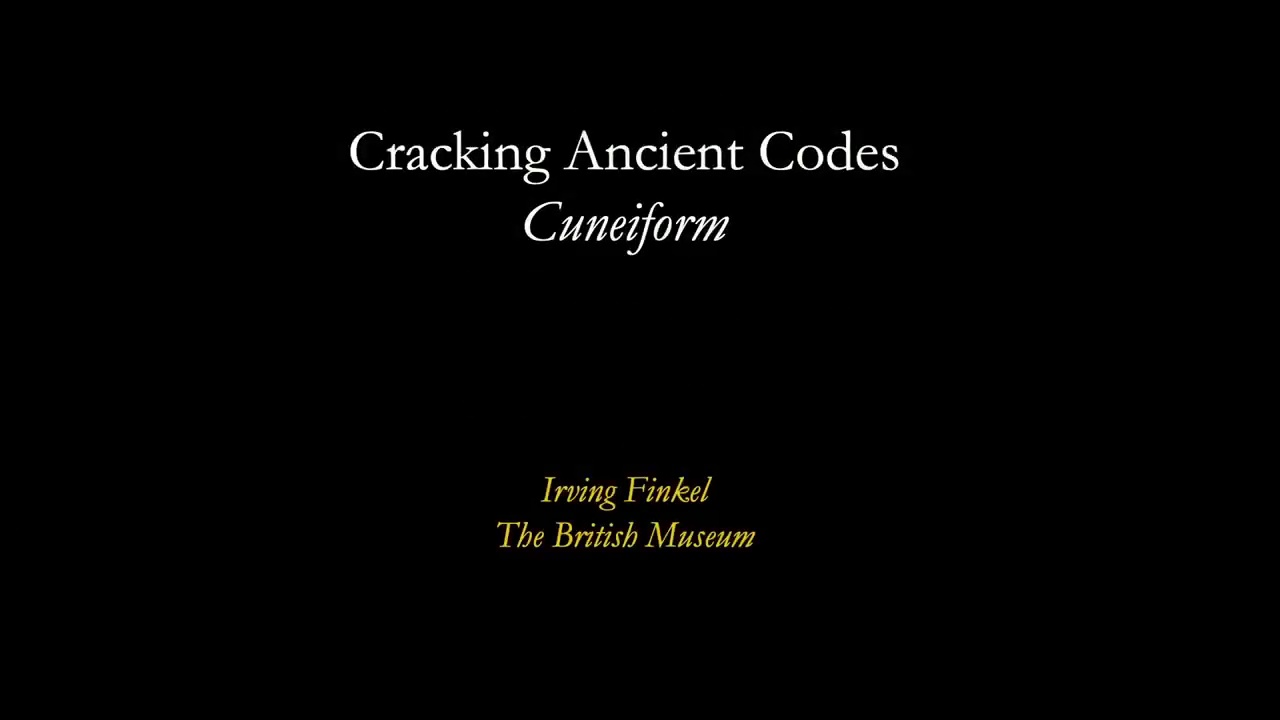 Cracking Ancient Codes
Cuneiform
Irving Finkel
The British Museum